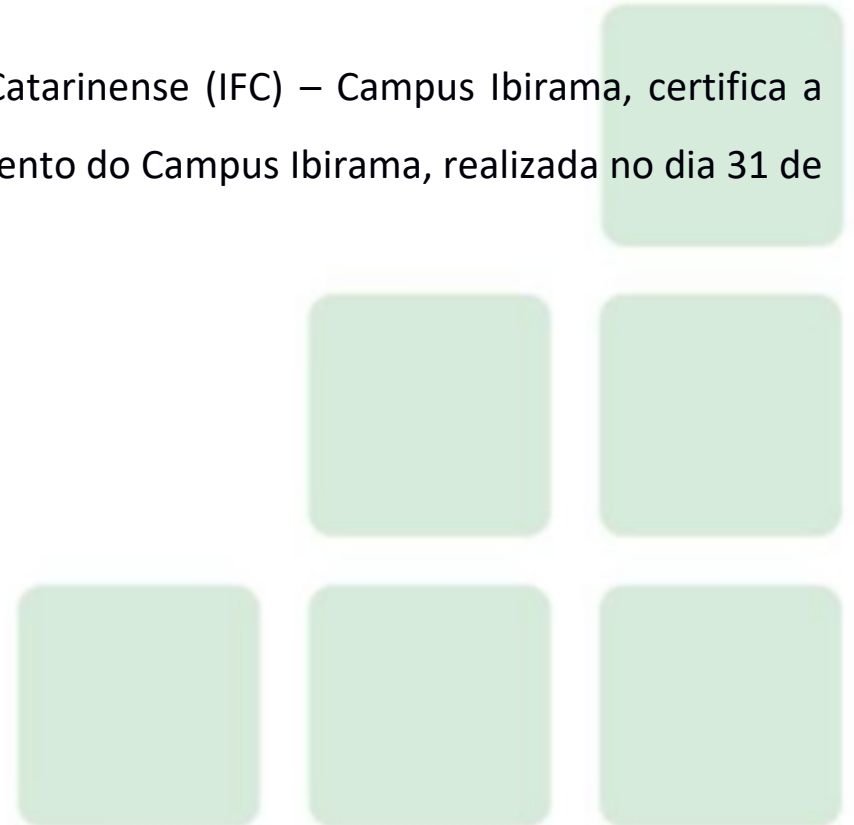 Catarinense (IFC) – Campus Ibirama, certifica a
ento do Campus Ibirama, realizada no dia 31 de